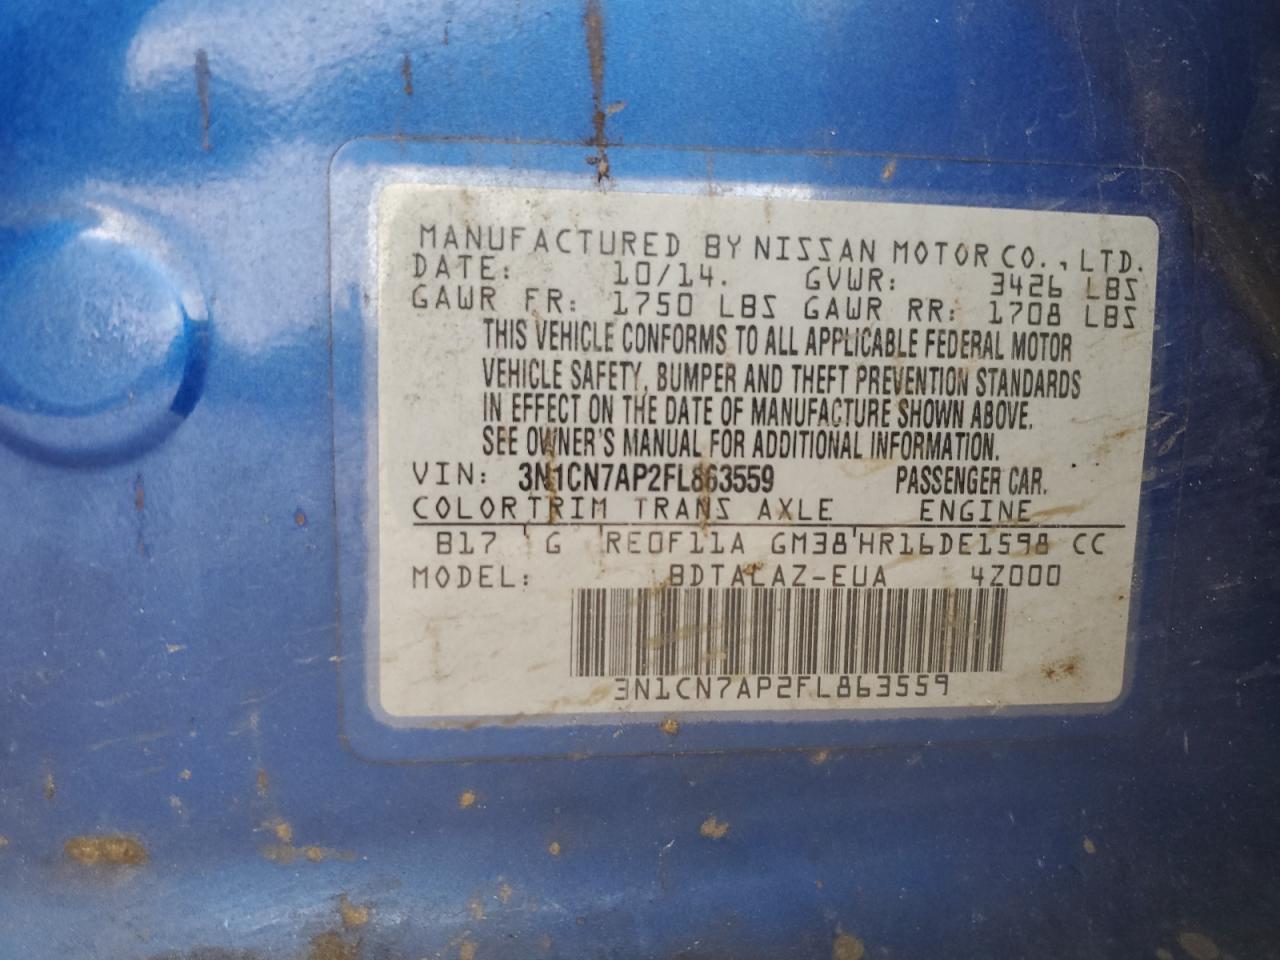 MANUFACTURED BY NISSAN MOTOR CO., LTD.
DATE: 10/14. GVWR: 3426 LBS
GAWR FR: 1750 LBS GAWR RR: 1708 LBS
THIS VEHICLE CONFORMS TO ALL APPLICABLE FEDERAL MOTOR
VEHICLE SAFETY, BUMPER AND THEFT PREVENTION STANDARDS
IN EFFECT ON THE DATE OF MANUFACTURE SHOWN ABOVE.
SEE OWNER'S MANUAL FOR ADDITIONAL INFORMATION.
VIN: 3N1CN7AP2FL863559 PASSENGER CAR.
COLOR TRIM TRANS AXLE ENGINE
B17 G RE0F11A GM38 HR16DE1598 CC
MODEL: BDTALAZ-EUA 4Z000
3N1CN7AP2FL863559